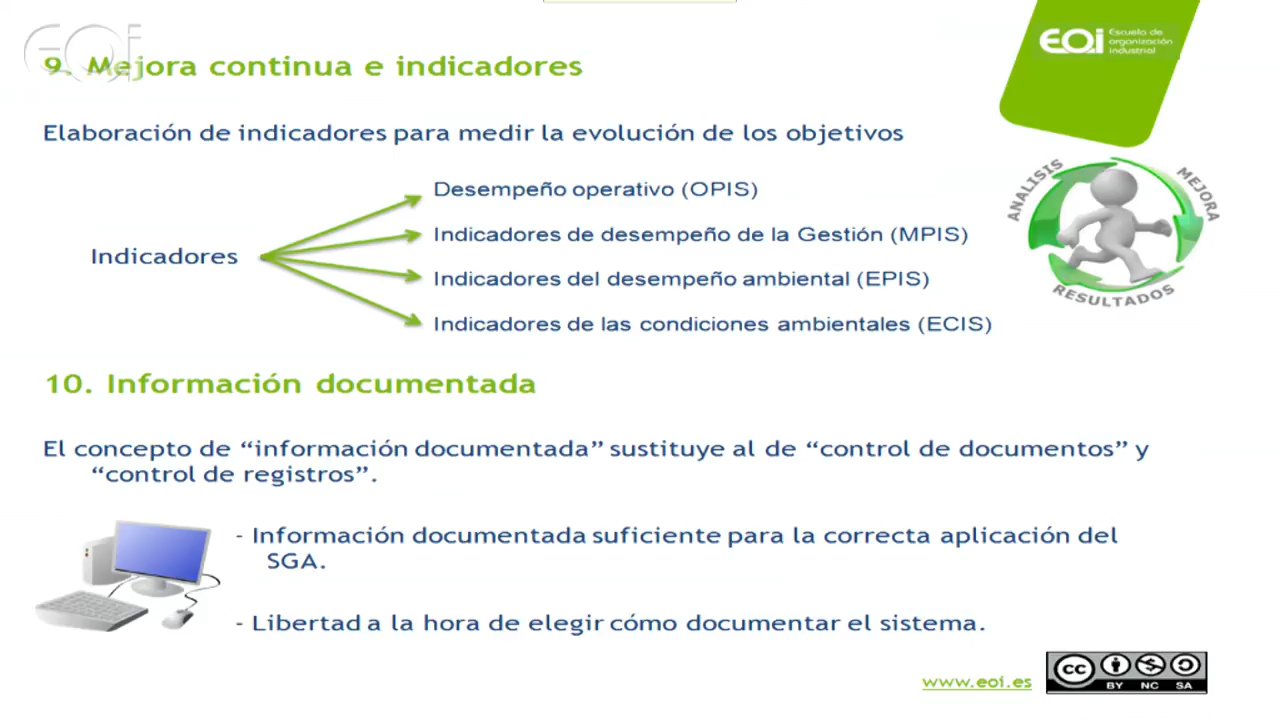 EOi
EOi Escuela de
organización
industrial
9. Mejora continua e indicadores
Elaboración de indicadores para medir la evolución de los objetivos
Indicadores
Desempeño operativo (OPIS)
Indicadores de desempeño de la Gestión (MPIS)
Indicadores del desempeño ambiental (EPIS)
Indicadores de las condiciones ambientales (ECIS)
ANALISIS
MEJORA
RESULTADOS
10. Información documentada
El concepto de “información documentada” sustituye al de “control de documentos” y
“control de registros”.
- Información documentada suficiente para la correcta aplicación del
SGA.
- Libertad a la hora de elegir cómo documentar el sistema.
www.eoi.es
cc
BY NC SA